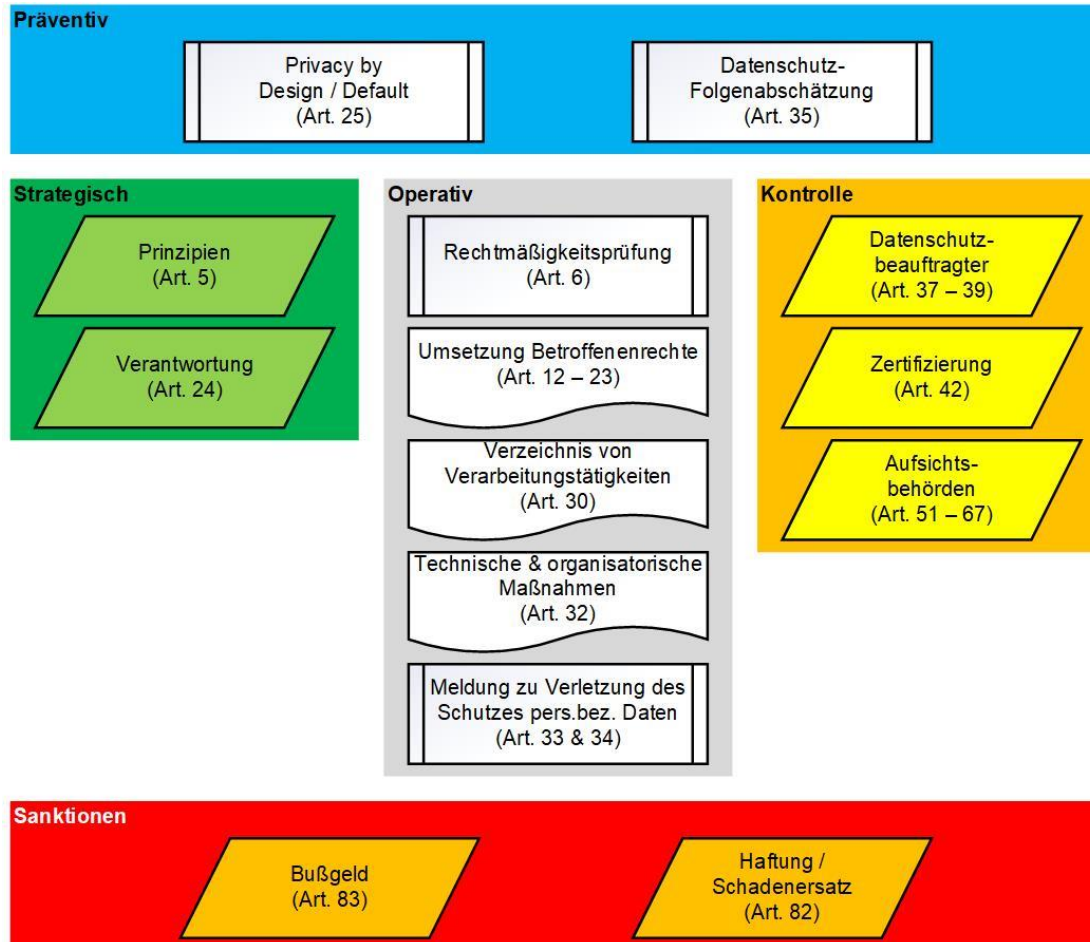 Präventiv
Privacy by
Design / Default
(Art. 25)
Datenschutz-
Folgenabschätzung
(Art. 35)
Strategisch
Prinzipien
(Art. 5)
Verantwortung
(Art. 24)
Operativ
Rechtmäßigkeitsprüfung
(Art. 6)
Umsetzung Betroffenenrechte
(Art. 12 – 23)
Verzeichnis von
Verarbeitungstätigkeiten
(Art. 30)
Technische & organisatorische
Maßnahmen
(Art. 32)
Meldung zu Verletzung des
Schutzes pers.bez. Daten
(Art. 33 & 34)
Kontrolle
Datenschutz-
beauftragter
(Art. 37 – 39)
Zertifizierung
(Art. 42)
Aufsichts-
behörden
(Art. 51 – 67)
Sanktionen
Bußgeld
(Art. 83)
Haftung /
Schadenersatz
(Art. 82)